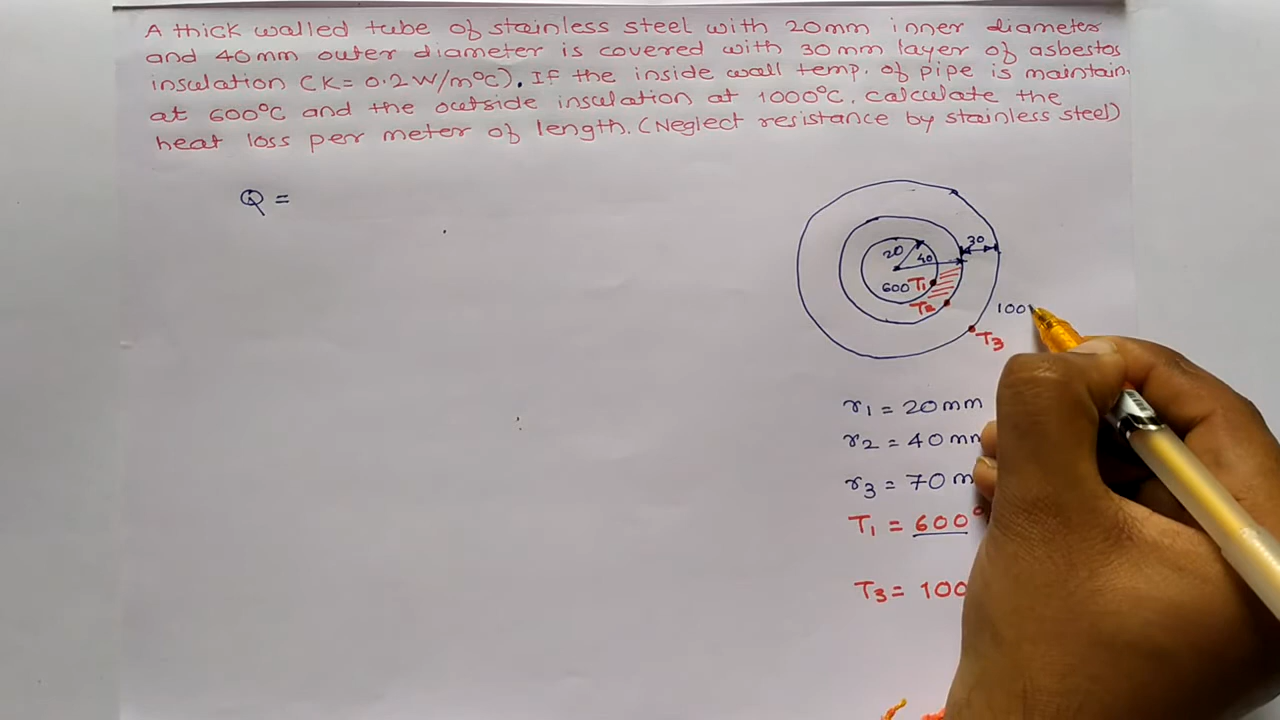 A thick walled tube of stainless steel with 20mm inner diameter
and 40mm outer diameter is covered with 30mm layer of asbestos
insulation (K= 0.2 W/m°C). If the inside wall temp. of pipe is maintain.
at 600°C and the outside insulation at 1000°C. calculate the
heat loss per meter of length. (Neglect resistance by stainless steel)
Q =
30
20
40
600 T1
T2
100
T3
r1 = 20mm
r2 = 40 mm
r3 = 70 m
T1 = 600°
T3 = 100